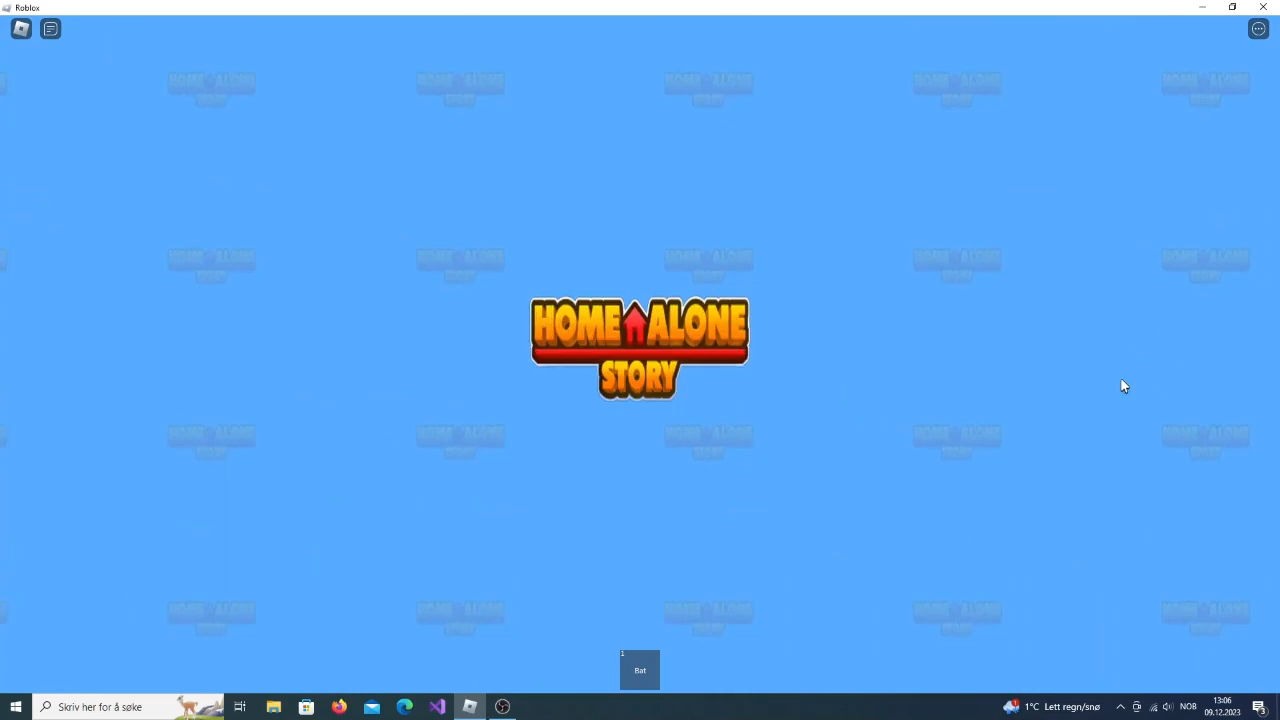 Roblox
HOME ALONE
STORY
1
Bat
Skriv her for å søke
1°C Lett regn/snø
NOB
13:06
09.12.2023
3